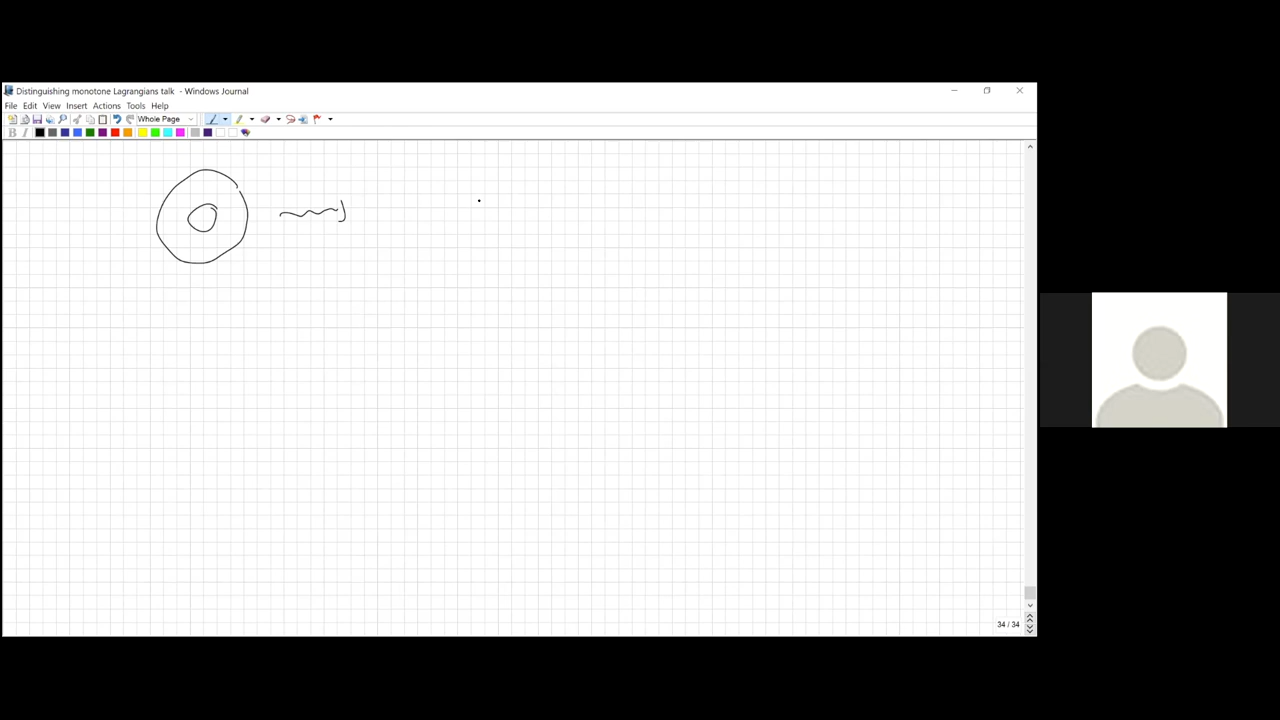 Distinguishing monotone Lagrangians talk - Windows Journal
File Edit View Insert Actions Tools Help
Whole Page
B I
34 / 34